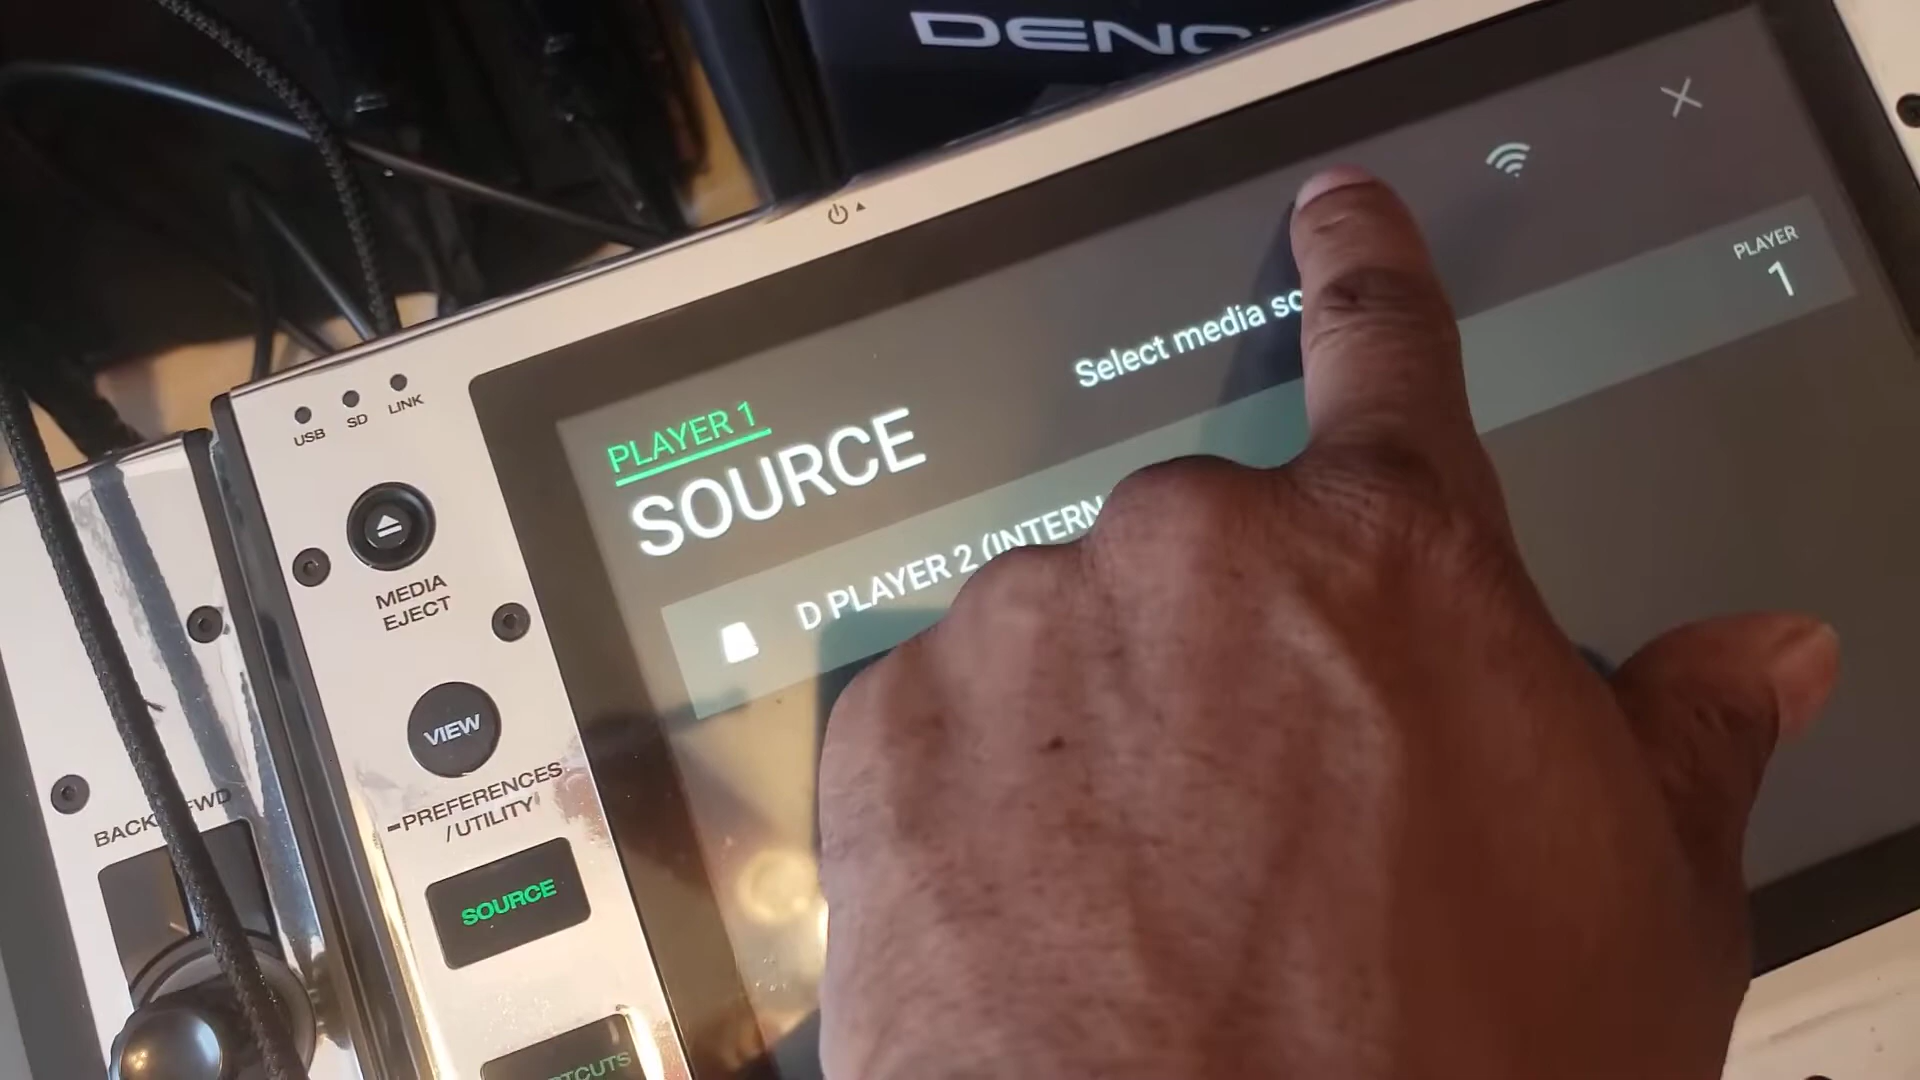 DENO
PLAYER
1
Select media so
PLAYER 1
SOURCE
D PLAYER 2 (INTERN
USB
SD
LINK
MEDIA
EJECT
VIEW
-PREFERENCES
/UTILITY
BACK
FWD
SOURCE
RTCUTS